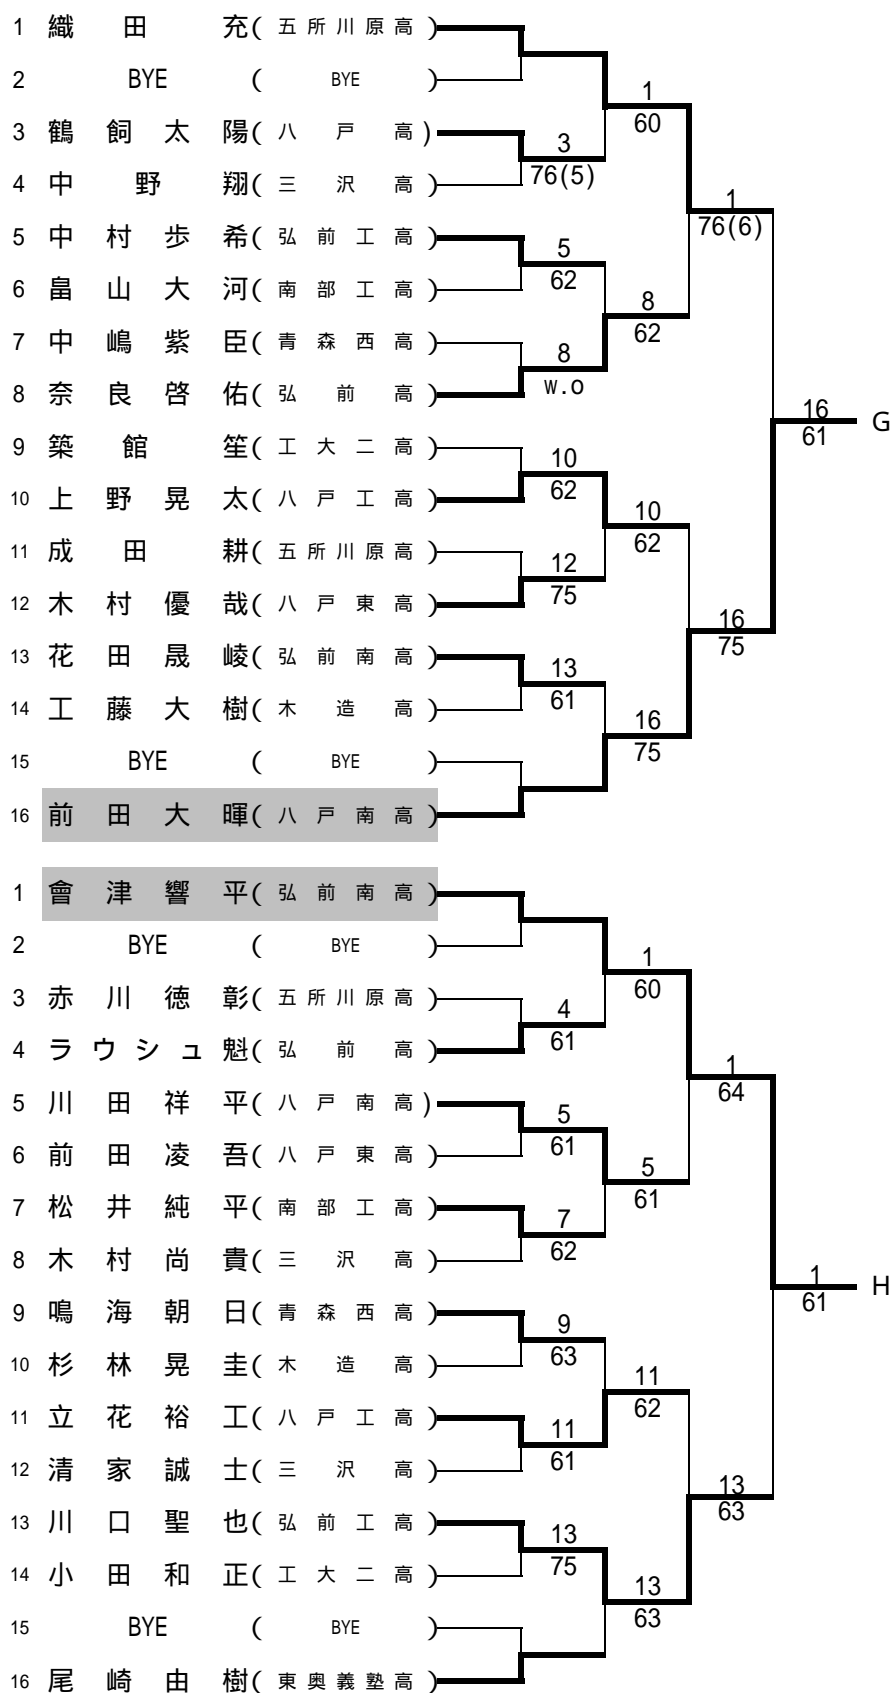 1 織田 充(五所川原高)
2 BYE (BYE)
1
60
3 鶴飼太陽(八戸高)
3
76(5)
4 中野 翔(三沢高)
1
76(6)
5 中村歩希(弘前工高)
5
62
6 畠山大河(南部工高)
8
62
7 中嶋紫臣(青森西高)
8
w.o
8 奈良啓佑(弘前高)
16
61
G
9 築館 笙(工大二高)
10
62
10 上野晃太(八戸工高)
10
62
11 成田 耕(五所川原高)
12
75
12 木村優哉(八戸東高)
16
75
13 花田晟崚(弘前南高)
13
61
14 工藤大樹(木造高)
16
75
15 BYE (BYE)
16 前田大暉(八戸南高)
1 會津響平(弘前南高)
2 BYE (BYE)
1
60
3 赤川徳彰(五所川原高)
4
61
4 ラウシュ魁(弘前高)
1
64
5 川田祥平(八戸南高)
5
61
6 前田凌吾(八戸東高)
5
61
7 松井純平(南部工高)
7
62
8 木村尚貴(三沢高)
1
61
H
9 鳴海朝日(青森西高)
9
63
10 杉林晃圭(木造高)
11
62
11 立花裕工(八戸工高)
11
61
12 清家誠士(三沢高)
13
63
13 川口聖也(弘前工高)
13
75
14 小田和正(工大二高)
13
63
15 BYE (BYE)
16 尾崎由樹(東奥義塾高)